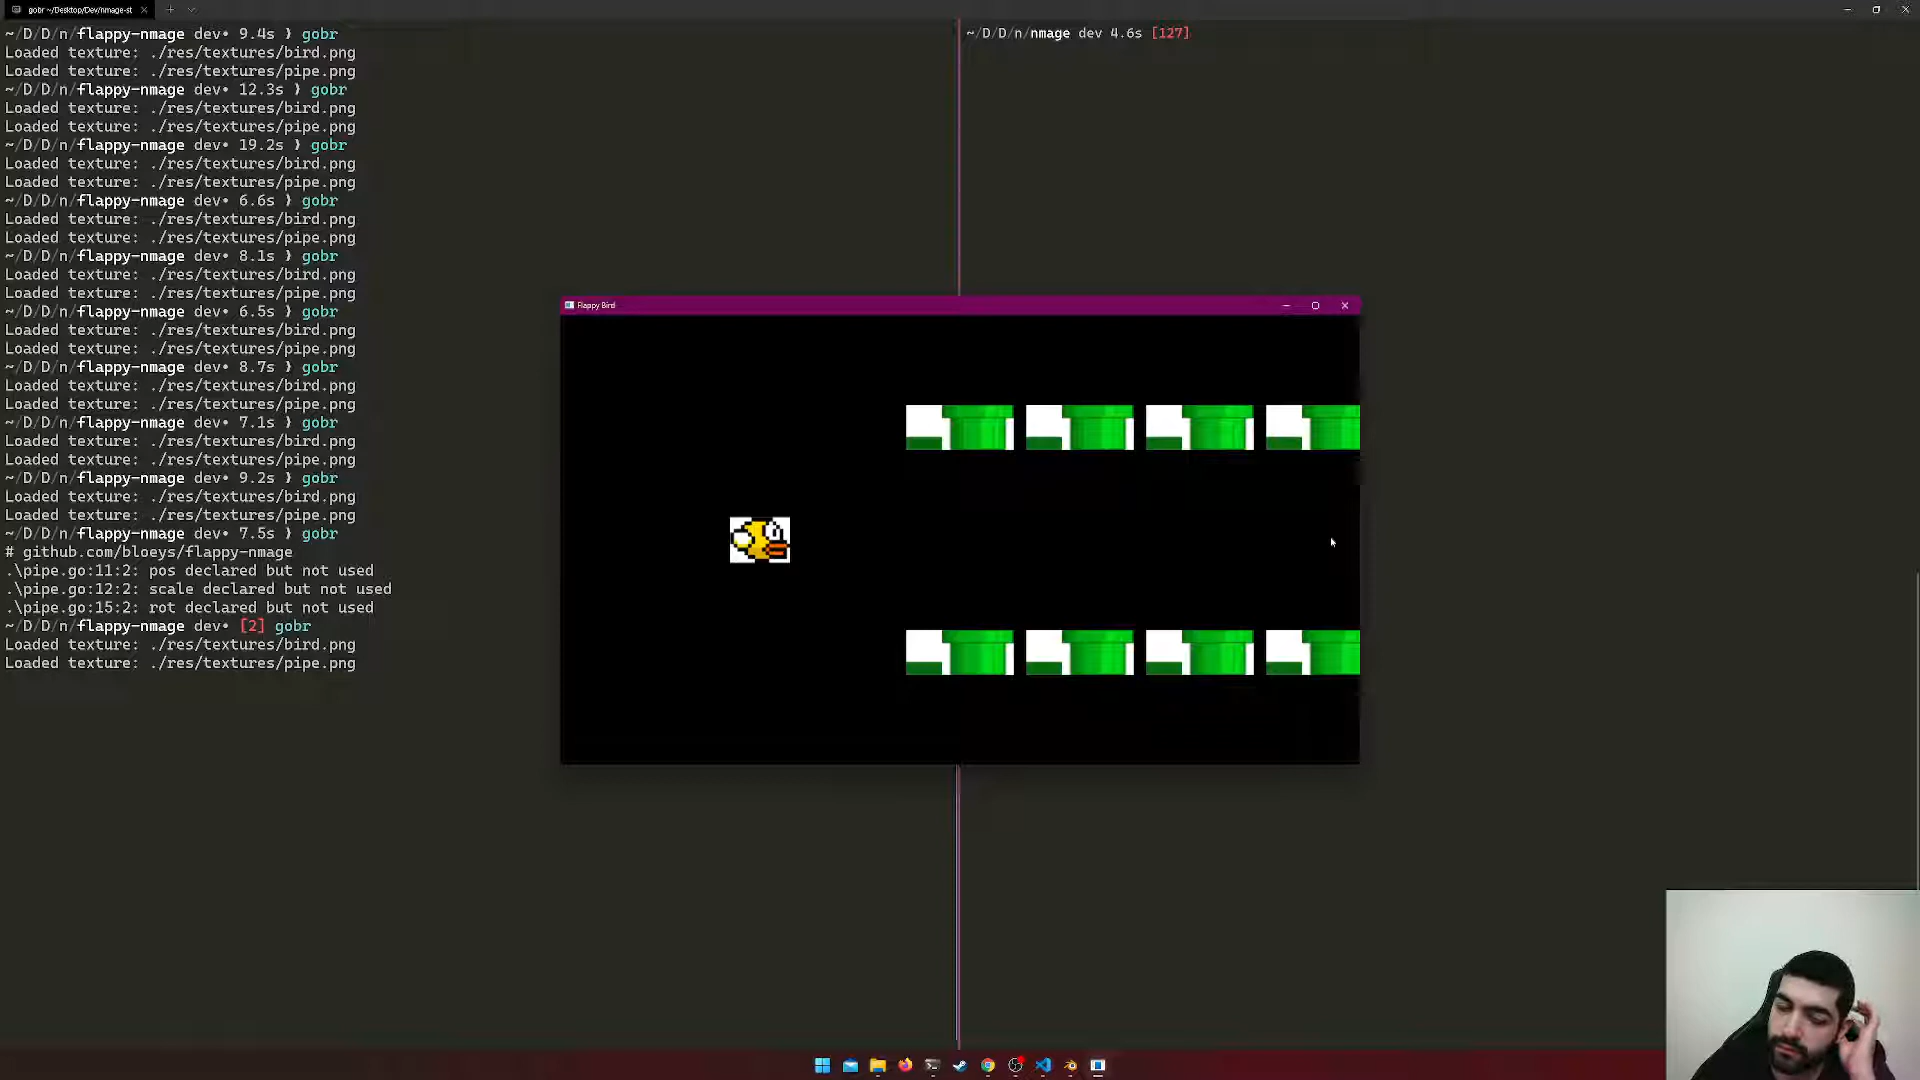 gobr ~/Desktop/Dev/nmage-st
~/D/D/n/flappy-nmage dev• 9.4s ❯ gobr
Loaded texture: ./res/textures/bird.png
Loaded texture: ./res/textures/pipe.png
~/D/D/n/flappy-nmage dev• 12.3s ❯ gobr
Loaded texture: ./res/textures/bird.png
Loaded texture: ./res/textures/pipe.png
~/D/D/n/flappy-nmage dev• 19.2s ❯ gobr
Loaded texture: ./res/textures/bird.png
Loaded texture: ./res/textures/pipe.png
~/D/D/n/flappy-nmage dev• 6.6s ❯ gobr
Loaded texture: ./res/textures/bird.png
Loaded texture: ./res/textures/pipe.png
~/D/D/n/flappy-nmage dev• 8.1s ❯ gobr
Loaded texture: ./res/textures/bird.png
Loaded texture: ./res/textures/pipe.png
~/D/D/n/flappy-nmage dev• 6.5s ❯ gobr
Loaded texture: ./res/textures/bird.png
Loaded texture: ./res/textures/pipe.png
~/D/D/n/flappy-nmage dev• 8.7s ❯ gobr
Loaded texture: ./res/textures/bird.png
Loaded texture: ./res/textures/pipe.png
~/D/D/n/flappy-nmage dev• 7.1s ❯ gobr
Loaded texture: ./res/textures/bird.png
Loaded texture: ./res/textures/pipe.png
~/D/D/n/flappy-nmage dev• 9.2s ❯ gobr
Loaded texture: ./res/textures/bird.png
Loaded texture: ./res/textures/pipe.png
~/D/D/n/flappy-nmage dev• 7.5s ❯ gobr
# github.com/bloeys/flappy-nmage
.\pipe.go:11:2: pos declared but not used
.\pipe.go:12:2: scale declared but not used
.\pipe.go:15:2: rot declared but not used
~/D/D/n/flappy-nmage dev• [2] gobr
Loaded texture: ./res/textures/bird.png
Loaded texture: ./res/textures/pipe.png
~/D/D/n/nmage dev 4.6s [127]
Flappy Bird